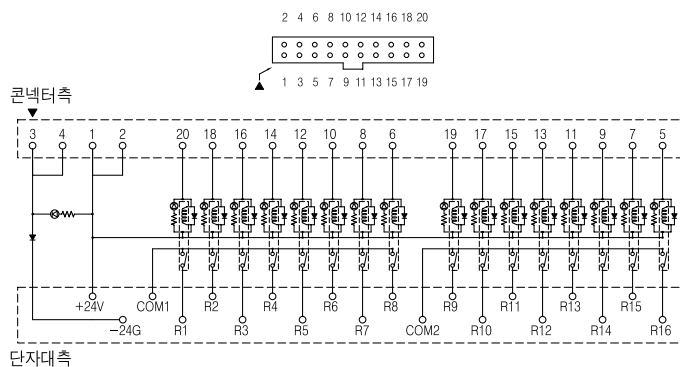 2 4 6 8 10 12 14 16 18 20
1 3 5 7 9 11 13 15 17 19
콘넥터측
3 4 1 2 20 18 16 14 12 10 8 6 19 17 15 13 11 9 7 5
+24V COM1 R2 R4 R6 R8 R9 R11 R13 R15
−24G R1 R3 R5 R7 COM2 R10 R12 R14 R16
단자대측